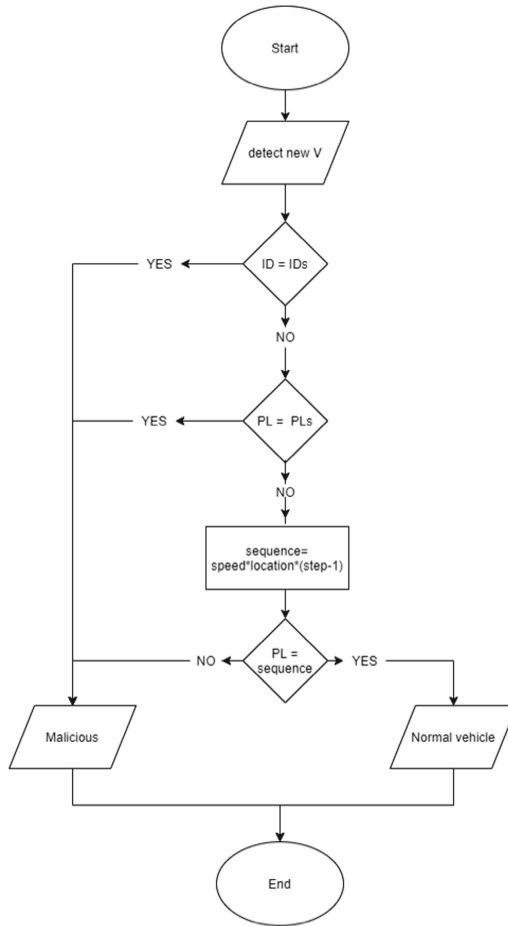 Start
detect new V
ID = IDs
YES
NO
PL = PLs
YES
NO
sequence=
speed*location*(step-1)
PL =
sequence
NO
YES
Malicious
Normal vehicle
End